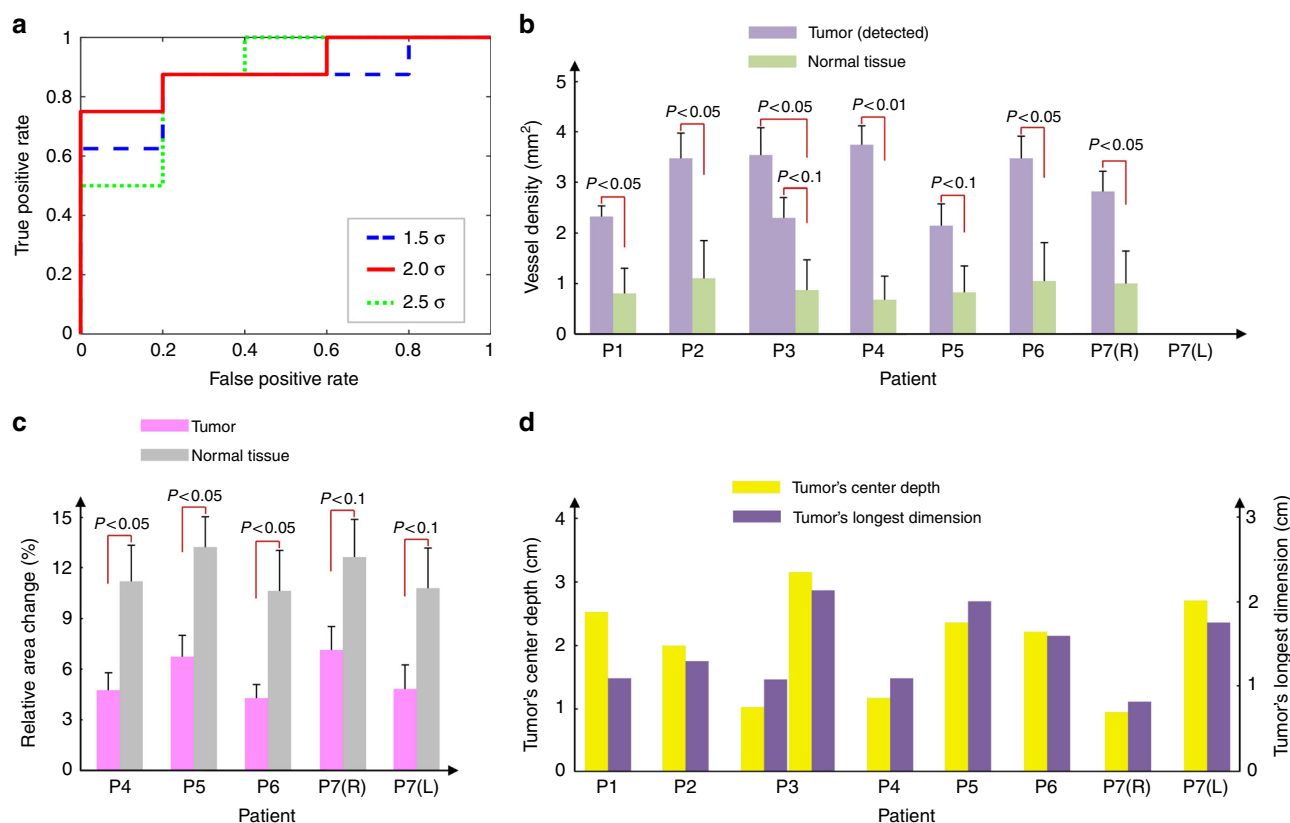 a
True positive rate
1
0.8
0.6
0.4
0.2
0
0
0.2
0.4
0.6
0.8
1
False positive rate
1.5 σ
2.0 σ
2.5 σ
b
Tumor (detected)
Normal tissue
Vessel density (mm²)
5
4
3
2
1
0
P<0.05
P<0.05
P<0.05
P<0.1
P<0.01
P<0.1
P<0.05
P<0.05
P1
P2
P3
P4
P5
P6
P7(R)
P7(L)
Patient
c
Tumor
Normal tissue
Relative area change (%)
15
12
9
6
3
0
P<0.05
P<0.05
P<0.05
P<0.1
P<0.1
P4
P5
P6
P7(R)
P7(L)
Patient
d
Tumor's center depth
Tumor's longest dimension
Tumor's center depth (cm)
4
3
2
1
0
Tumor's longest dimension (cm)
3
2
1
0
P1
P2
P3
P4
P5
P6
P7(R)
P7(L)
Patient